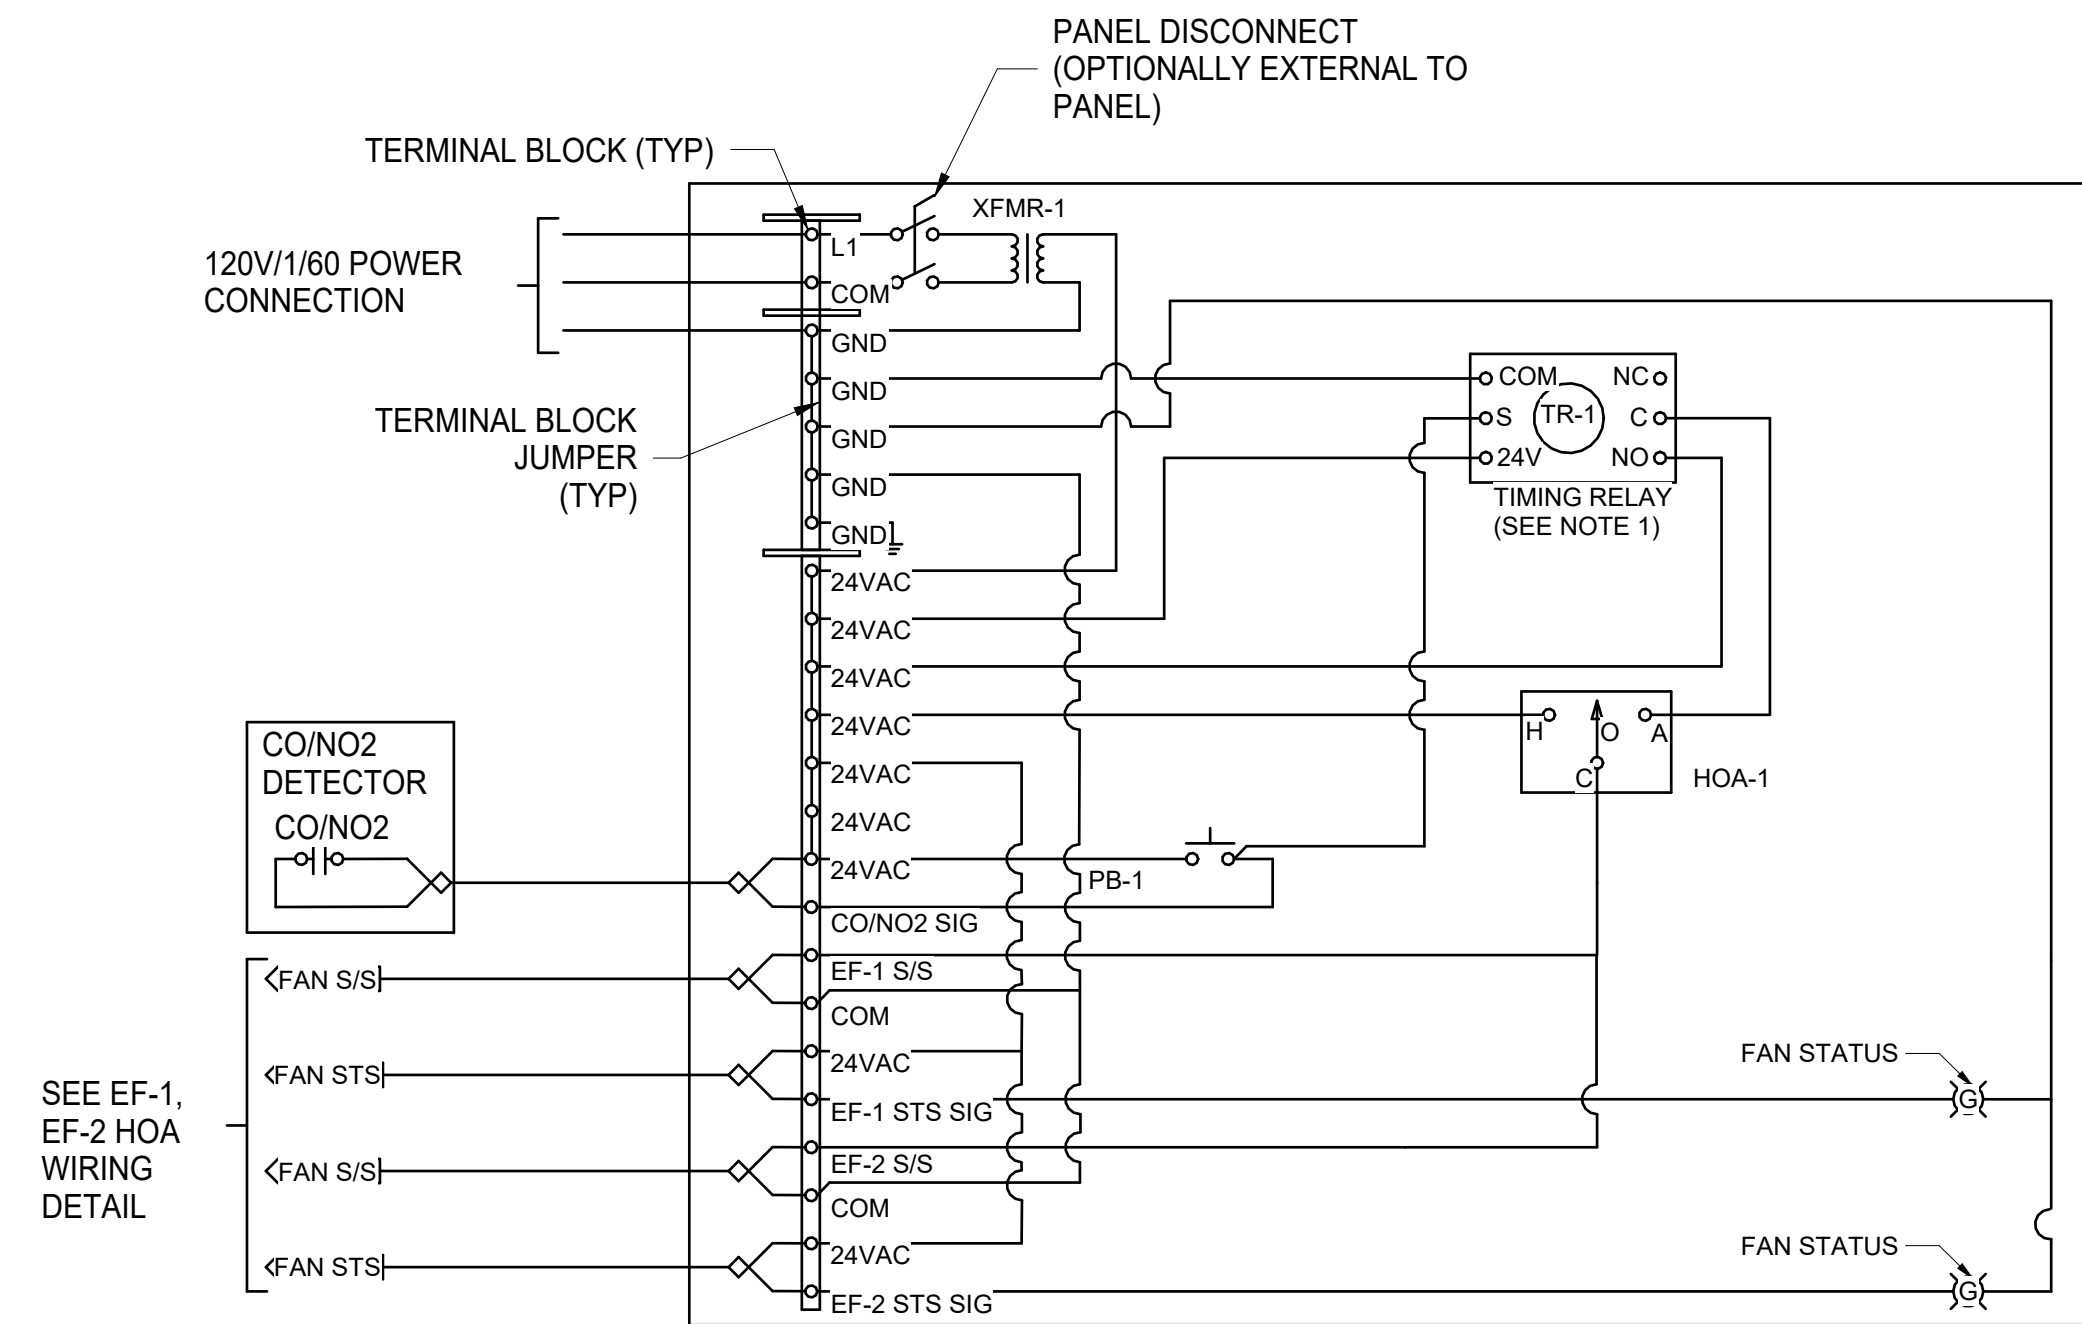 PANEL DISCONNECT
(OPTIONALLY EXTERNAL TO
PANEL)
TERMINAL BLOCK (TYP)
XFMR-1
120V/1/60 POWER
CONNECTION
L1
COM
GND
GND
GND
GND
GND
TERMINAL BLOCK
JUMPER
(TYP)
COM
NC
S
TR-1
C
24V
NO
TIMING RELAY
(SEE NOTE 1)
24VAC
24VAC
24VAC
24VAC
24VAC
24VAC
24VAC
H
O
A
C
HOA-1
CO/NO2
DETECTOR
CO/NO2
PB-1
CO/NO2 SIG
EF-1 S/S
COM
24VAC
EF-1 STS SIG
EF-2 S/S
COM
24VAC
EF-2 STS SIG
FAN S/S
FAN STS
FAN S/S
FAN STS
SEE EF-1,
EF-2 HOA
WIRING
DETAIL
FAN STATUS
G
FAN STATUS
G